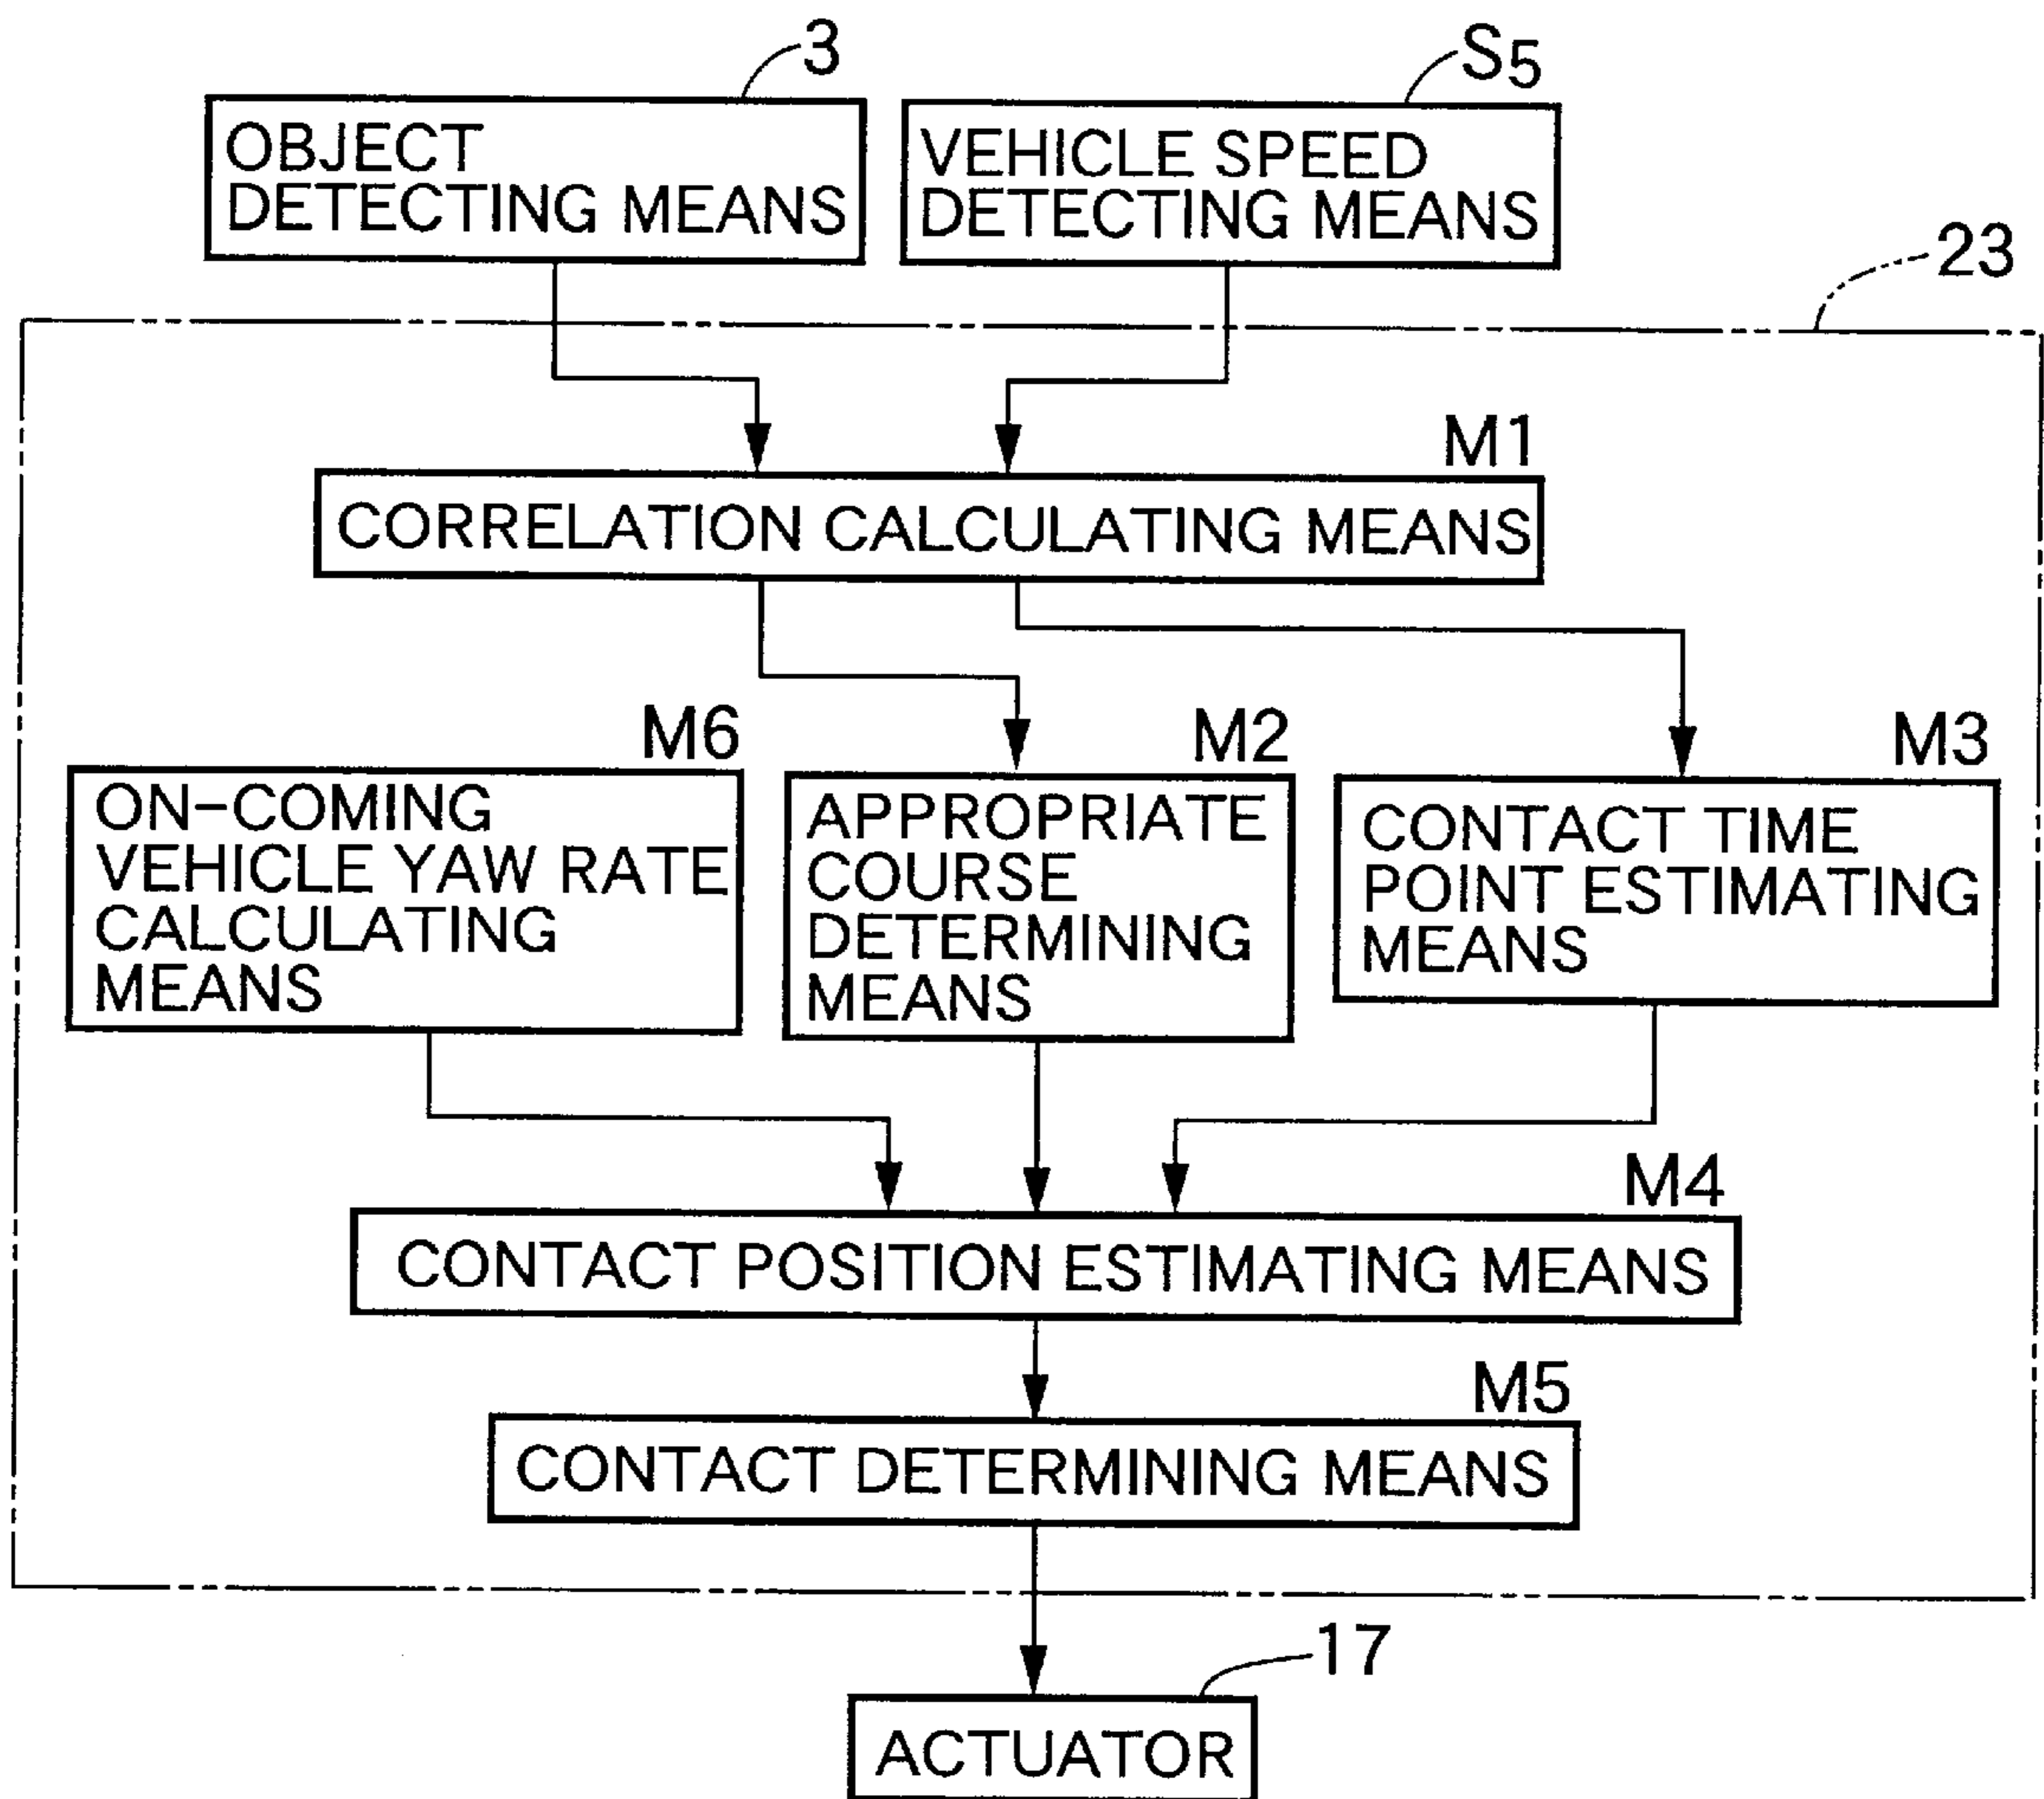 3
S5
OBJECT
DETECTING MEANS
VEHICLE SPEED
DETECTING MEANS
23
M1
CORRELATION CALCULATING MEANS
M6
M2
M3
ON-COMING
VEHICLE YAW RATE
CALCULATING
MEANS
APPROPRIATE
COURSE
DETERMINING
MEANS
CONTACT TIME
POINT ESTIMATING
MEANS
M4
CONTACT POSITION ESTIMATING MEANS
M5
CONTACT DETERMINING MEANS
17
ACTUATOR